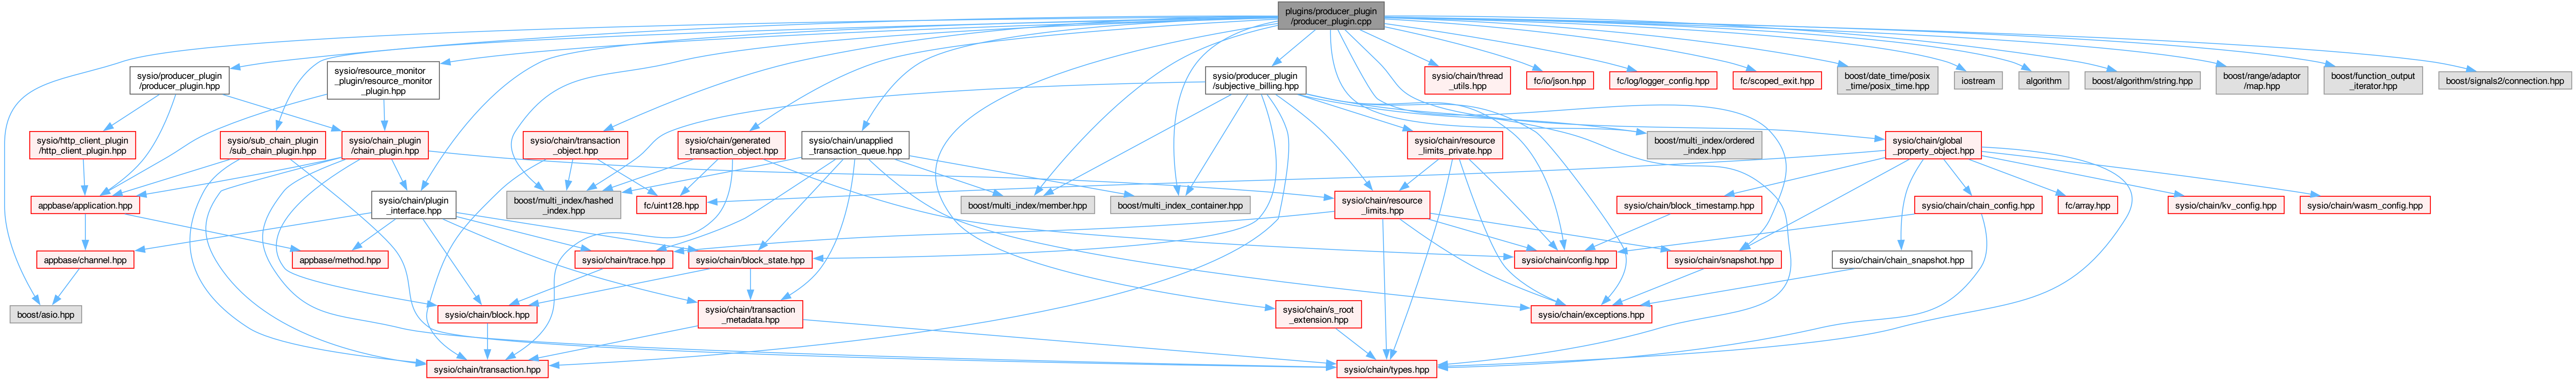 plugins/producer_plugin
/producer_plugin.cpp
sysio/producer_plugin
/producer_plugin.hpp
sysio/resource_monitor
_plugin/resource_monitor
_plugin.hpp
sysio/producer_plugin
/subjective_billing.hpp
sysio/chain/thread
_utils.hpp
fc/io/json.hpp
fc/log/logger_config.hpp
fc/scoped_exit.hpp
boost/date_time/posix
_time/posix_time.hpp
iostream
algorithm
boost/algorithm/string.hpp
boost/range/adaptor
/map.hpp
boost/function_output
_iterator.hpp
boost/signals2/connection.hpp
sysio/http_client_plugin
/http_client_plugin.hpp
sysio/sub_chain_plugin
/sub_chain_plugin.hpp
sysio/chain_plugin
/chain_plugin.hpp
sysio/chain/transaction
_object.hpp
sysio/chain/generated
_transaction_object.hpp
sysio/chain/unapplied
_transaction_queue.hpp
sysio/chain/resource
_limits_private.hpp
boost/multi_index/ordered
_index.hpp
sysio/chain/global
_property_object.hpp
appbase/application.hpp
sysio/chain/plugin
_interface.hpp
boost/multi_index/hashed
_index.hpp
fc/uint128.hpp
boost/multi_index/member.hpp
boost/multi_index_container.hpp
sysio/chain/resource
_limits.hpp
sysio/chain/block_timestamp.hpp
sysio/chain/chain_config.hpp
fc/array.hpp
sysio/chain/kv_config.hpp
sysio/chain/wasm_config.hpp
appbase/channel.hpp
appbase/method.hpp
sysio/chain/trace.hpp
sysio/chain/block_state.hpp
sysio/chain/config.hpp
sysio/chain/snapshot.hpp
sysio/chain/chain_snapshot.hpp
boost/asio.hpp
sysio/chain/block.hpp
sysio/chain/transaction
_metadata.hpp
sysio/chain/s_root
_extension.hpp
sysio/chain/exceptions.hpp
sysio/chain/transaction.hpp
sysio/chain/types.hpp